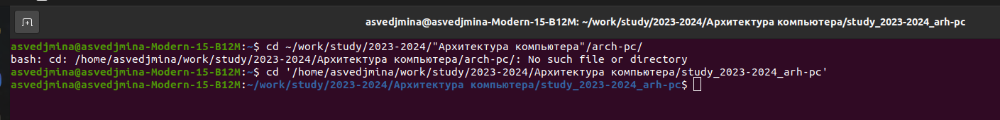 asvedjmina@asvedjmina-Modern-15-B12M: ~/work/study/2023-2024/Архитектура компьютера/study_2023-2024_arh-pc
asvedjmina@asvedjmina-Modern-15-B12M:~$ cd ~/work/study/2023-2024/"Архитектура компьютера"/arch-pc/
bash: cd: /home/asvedjmina/work/study/2023-2024/Архитектура компьютера/arch-pc/: No such file or directory
asvedjmina@asvedjmina-Modern-15-B12M:~$ cd '/home/asvedjmina/work/study/2023-2024/Архитектура компьютера/study_2023-2024_arh-pc'
asvedjmina@asvedjmina-Modern-15-B12M:~/work/study/2023-2024/Архитектура компьютера/study_2023-2024_arh-pc$